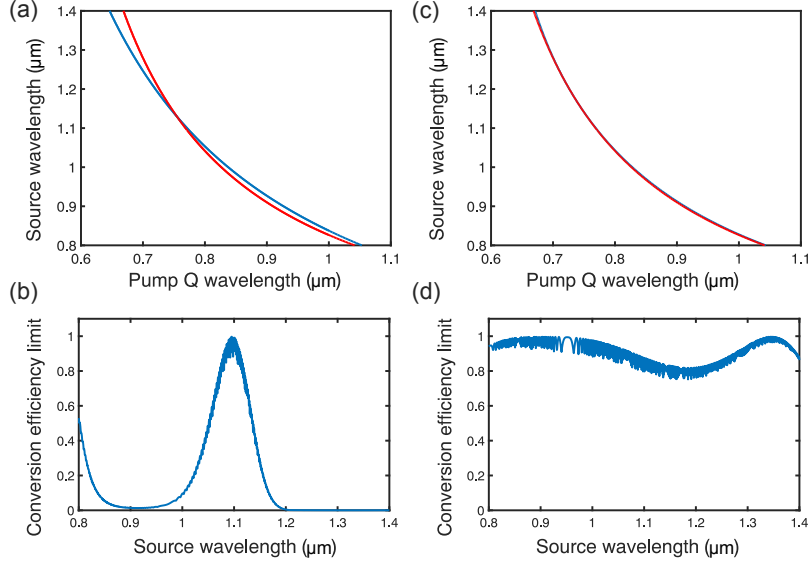 (a)
1.4
1.3
1.2
1.1
1
0.9
0.8
Source wavelength (μm)
0.6 0.7 0.8 0.9 1 1.1
Pump Q wavelength (μm)
(c)
1.4
1.3
1.2
1.1
1
0.9
0.8
Source wavelength (μm)
0.6 0.7 0.8 0.9 1 1.1
Pump Q wavelength (μm)
(b)
1
0.8
0.6
0.4
0.2
0
Conversion efficiency limit
0.8 0.9 1 1.1 1.2 1.3 1.4
Source wavelength (μm)
(d)
1
0.8
0.6
0.4
0.2
0
Conversion efficiency limit
0.8 0.9 1 1.1 1.2 1.3 1.4
Source wavelength (μm)